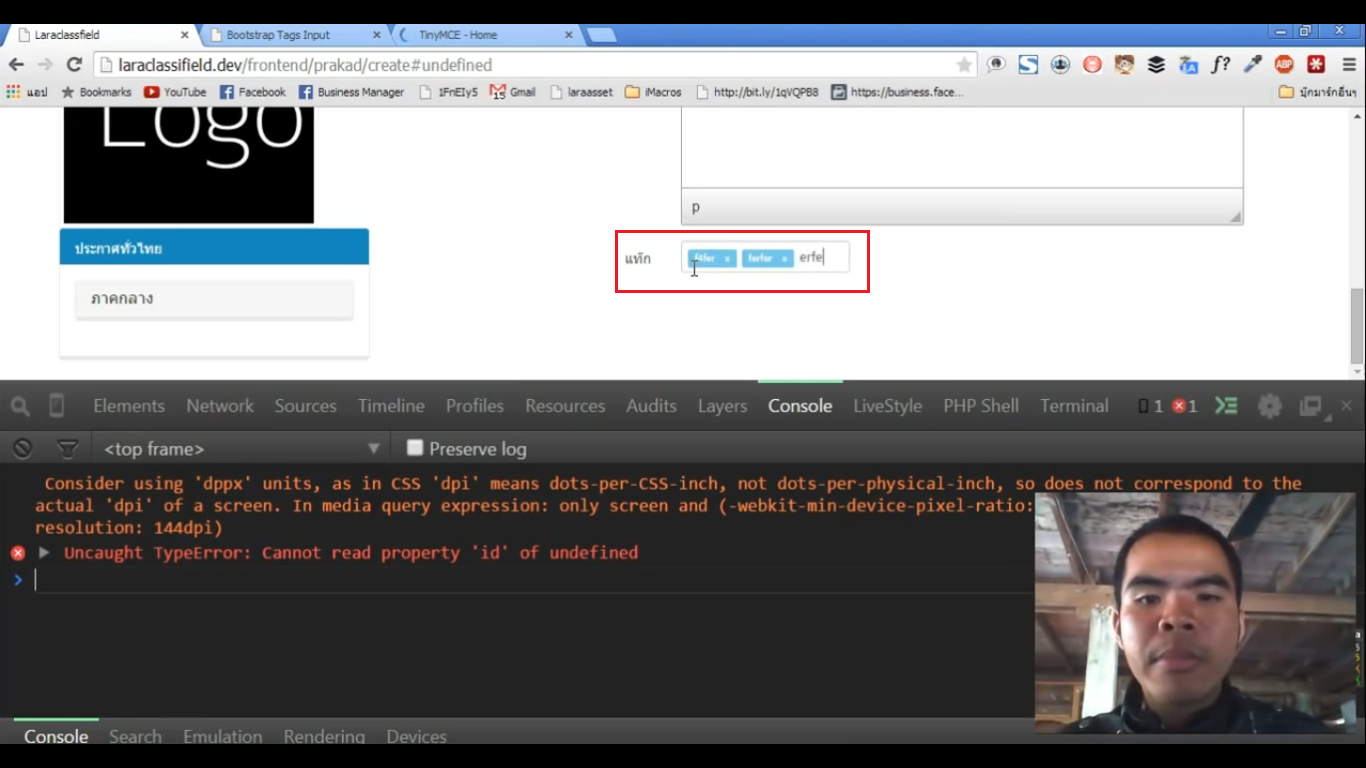 Laraclassfield
Bootstrap Tags Input
TinyMCE - Home
laraclassifield.dev/frontend/prakad/create#undefined
f?
ABP
แอป
Bookmarks
YouTube
Facebook
Business Manager
1FnEIyS
15
Gmail
laraasset
iMacros
http://bit.ly/1qVQPB8
https://business.face...
บุ๊กมาร์กอื่นๆ
Logo
p
ประกาศทั่วไทย
แท๊ก
ferfer x
erfe
ภาคกลาง
Elements
Network
Sources
Timeline
Profiles
Resources
Audits
Layers
Console
LiveStyle
PHP Shell
Terminal
1
1
<top frame>
Preserve log
Consider using 'dppx' units, as in CSS 'dpi' means dots-per-CSS-inch, not dots-per-physical-inch, so does not correspond to the
actual 'dpi' of a screen. In media query expression: only screen and (-webkit-min-device-pixel-ratio:
resolution: 144dpi)
Uncaught TypeError: Cannot read property 'id' of undefined
Console
Search
Emulation
Rendering
Devices